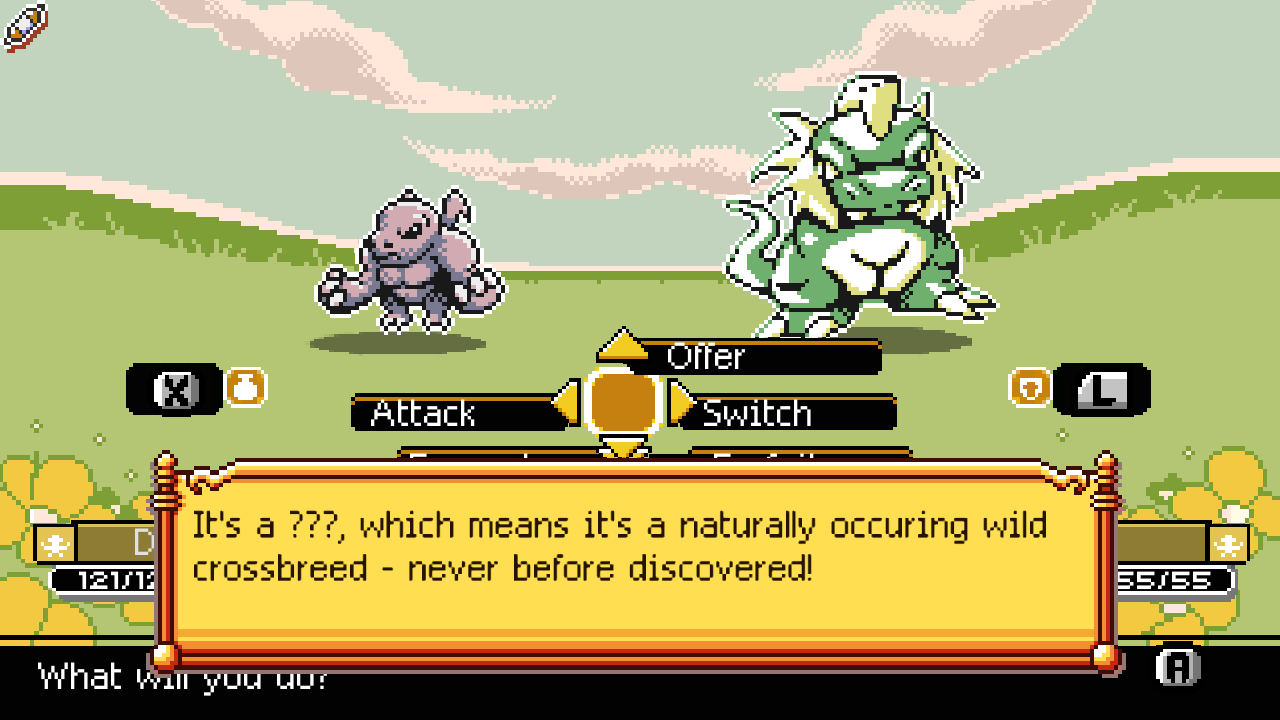 Offer
X
L
Attack
Switch
It's a ???, which means it's a naturally occuring wild
crossbreed - never before discovered!
D
121/12
55/55
What will you do?
A